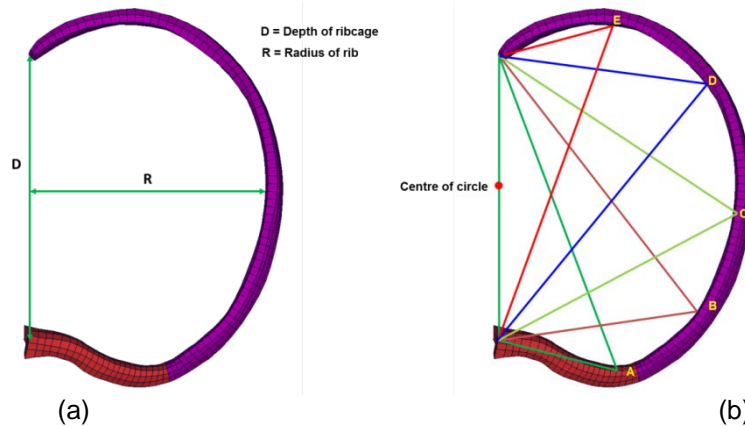 D = Depth of ribcage
R = Radius of rib
D
R
(a)
E
D
Centre of circle
C
B
A
(b)